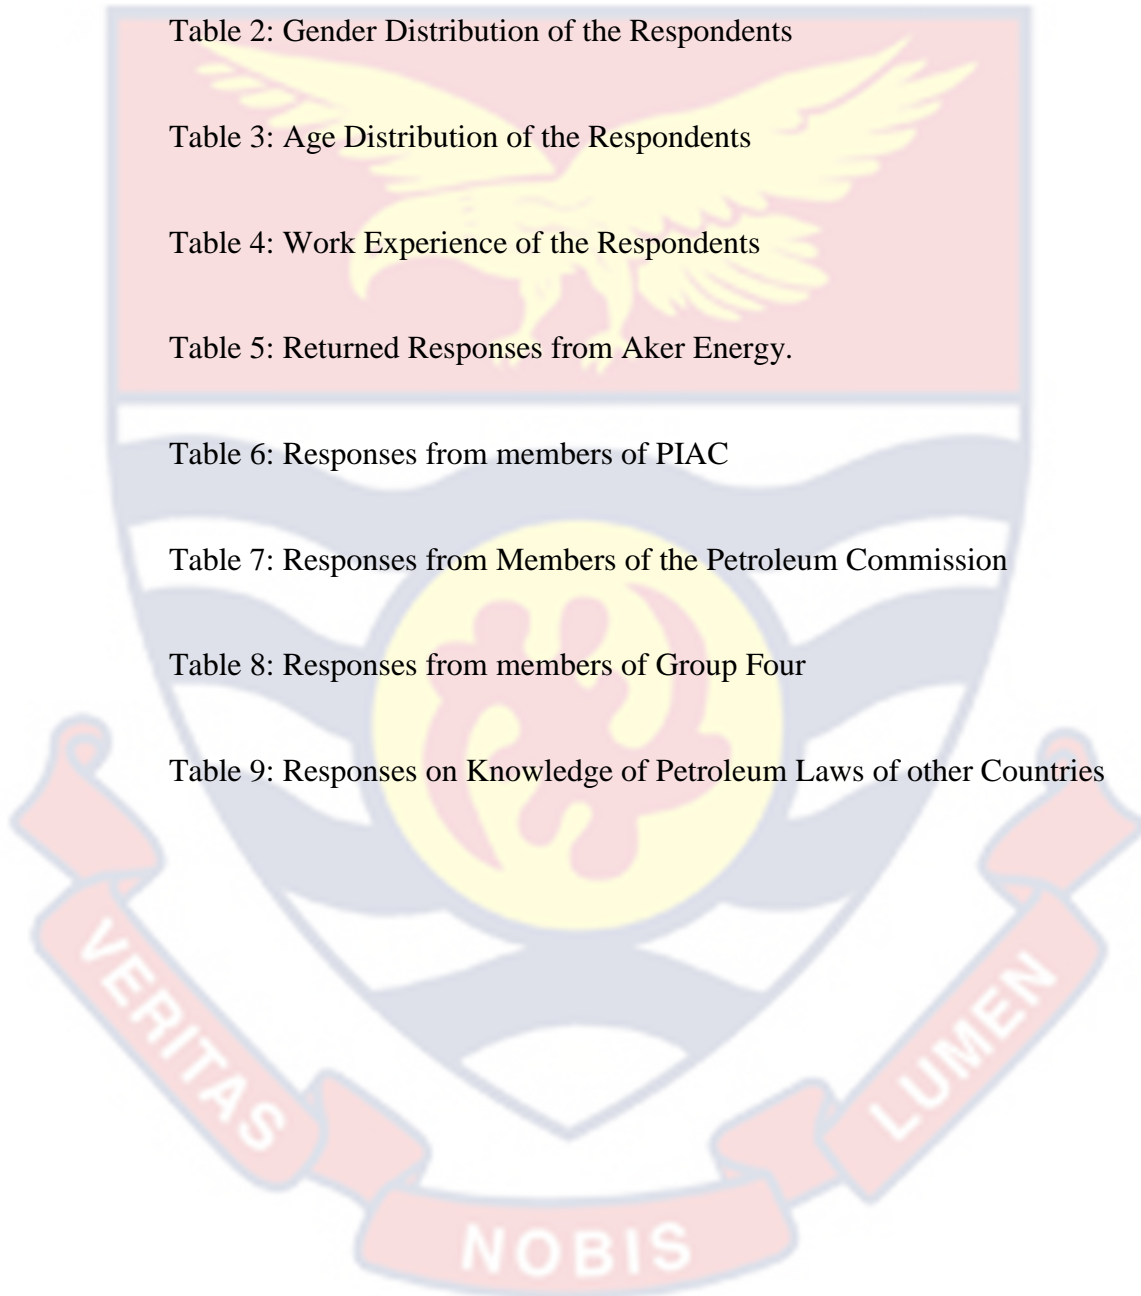 Table 2: Gender Distribution of the Respondents
Table 3: Age Distribution of the Respondents
Table 4: Work Experience of the Respondents
Table 5: Returned Responses from Aker Energy.
Table 6: Responses from members of PIAC
Table 7: Responses from Members of the Petroleum Commission
Table 8: Responses from members of Group Four
Table 9: Responses on Knowledge of Petroleum Laws of other Countries
VERITAS
NOBIS
LUMEN